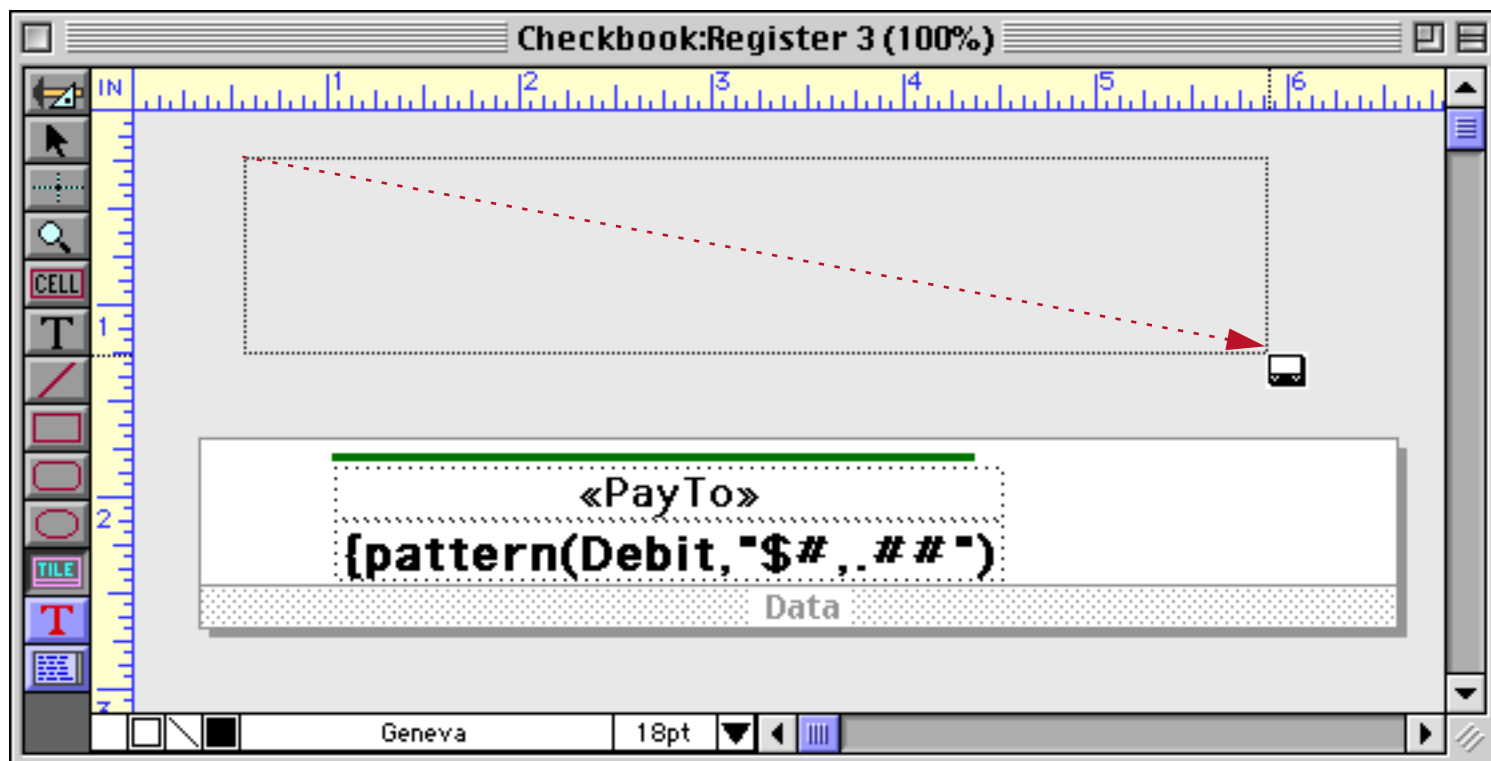 Checkbook:Register 3 (100%)
IN 1 2 3 4 5 6
CELL
T
1
«PayTo»
2
{pattern(Debit,"$#,.##")
TILE
T
Data
3
Geneva 18pt